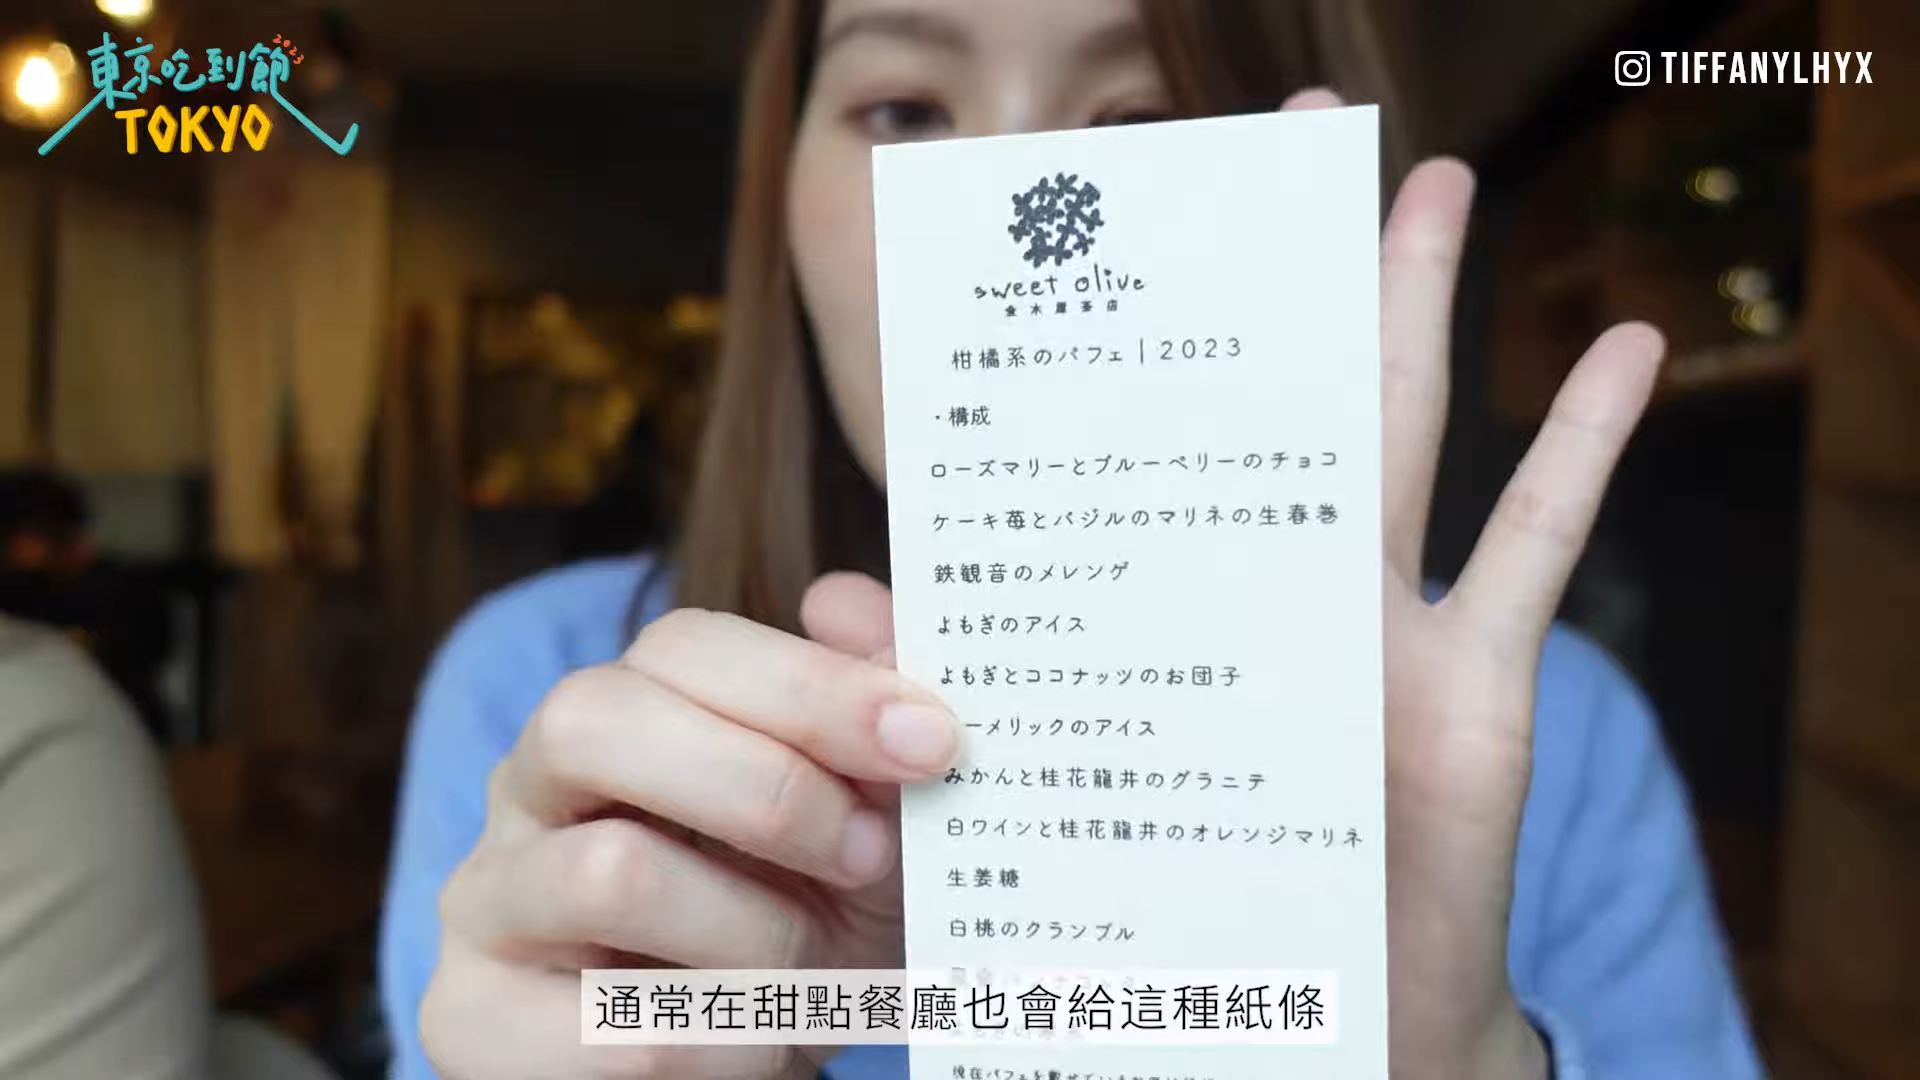 東京吃到飽
2023
TOKYO
TIFFANYLHYX
sweet olive
金木犀茶店
柑橘系のパフェ|2023
・構成
ローズマリーとブルーベリーのチョコ
ケーキ苺とバジルのマリネの生春巻
鉄観音のメレンゲ
よもぎのアイス
よもぎとココナッツのお団子
ーメリックのアイス
みかんと桂花龍井のグラニテ
白ワインと桂花龍井のオレンジマリネ
生姜糖
白桃のクランブル
通常在甜點餐廳也會給這種紙條